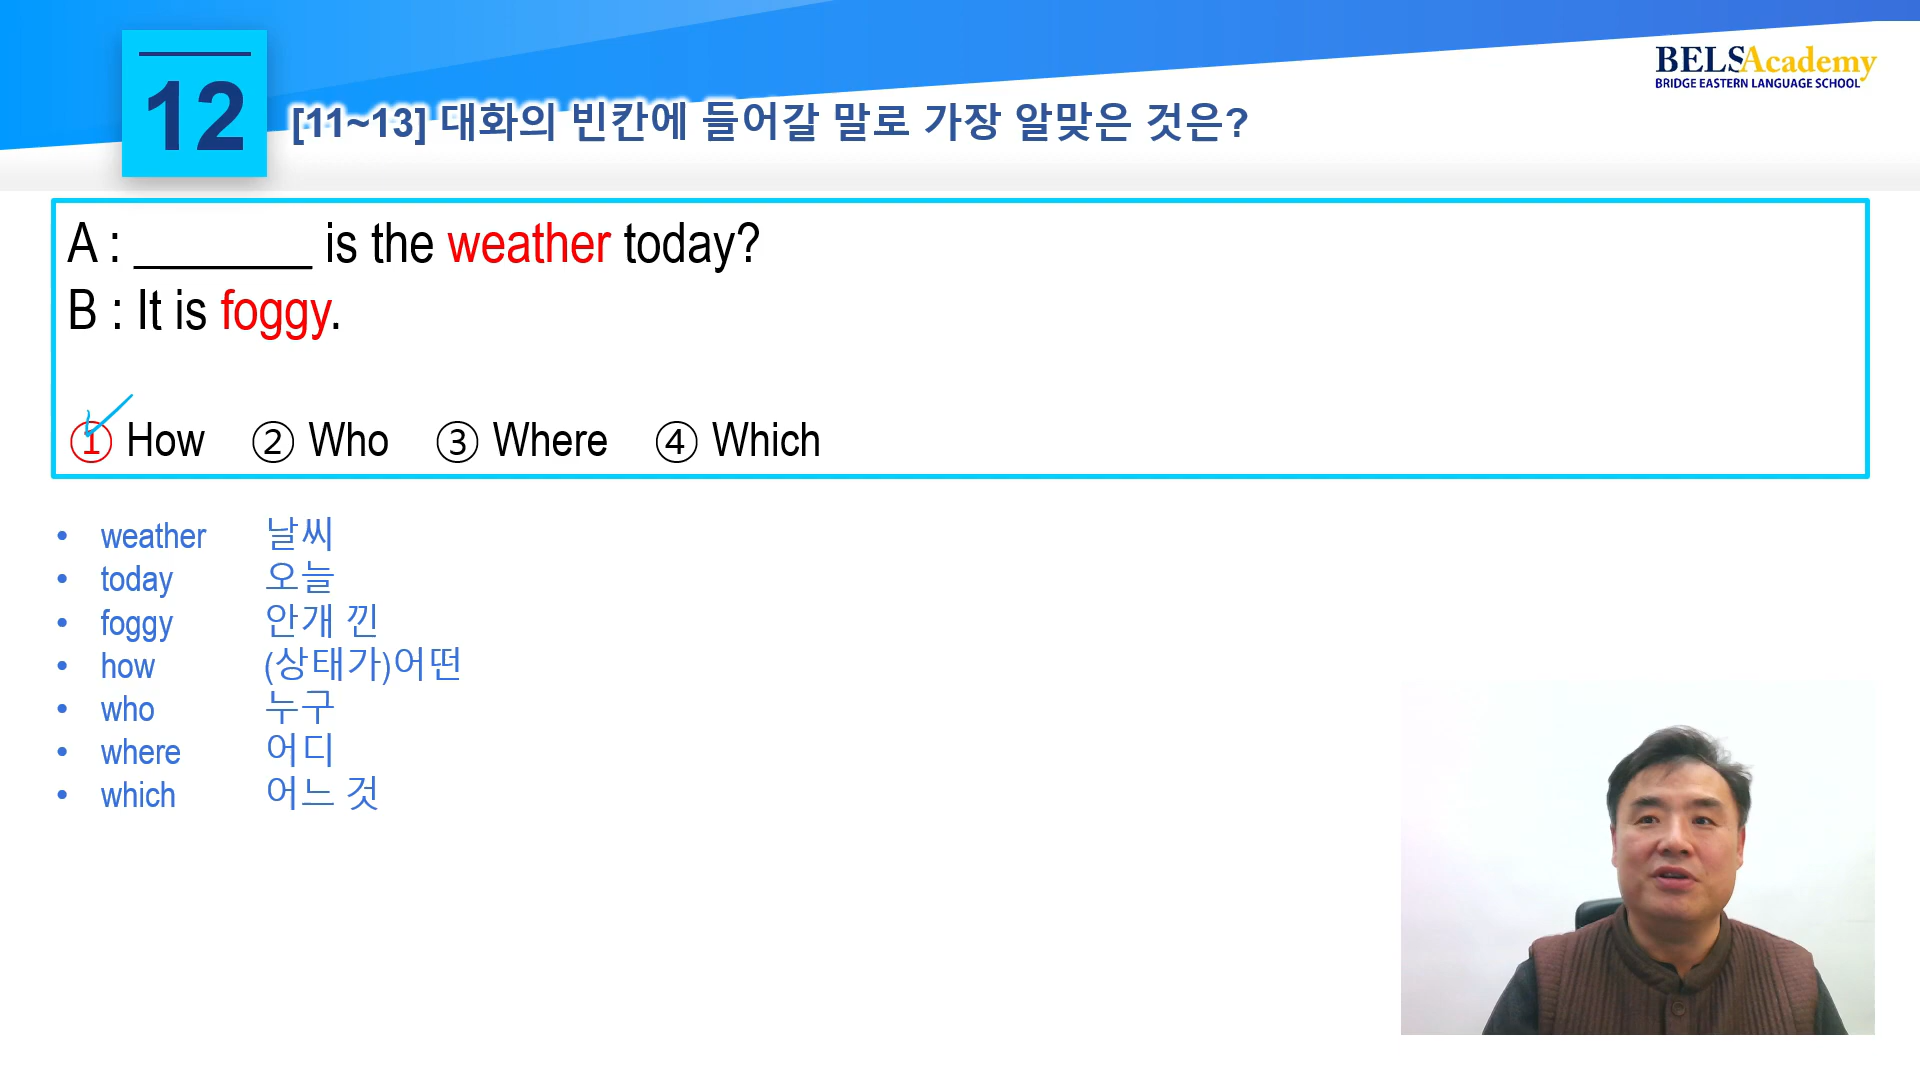 12
[11~13] 대화의 빈칸에 들어갈 말로 가장 알맞은 것은?
BELSAcademy
BRIDGE EASTERN LANGUAGE SCHOOL
A : _______ is the weather today?
B : It is foggy.
① How ② Who ③ Where ④ Which
• weather 날씨
• today 오늘
• foggy 안개 낀
• how (상태가)어떤
• who 누구
• where 어디
• which 어느 것